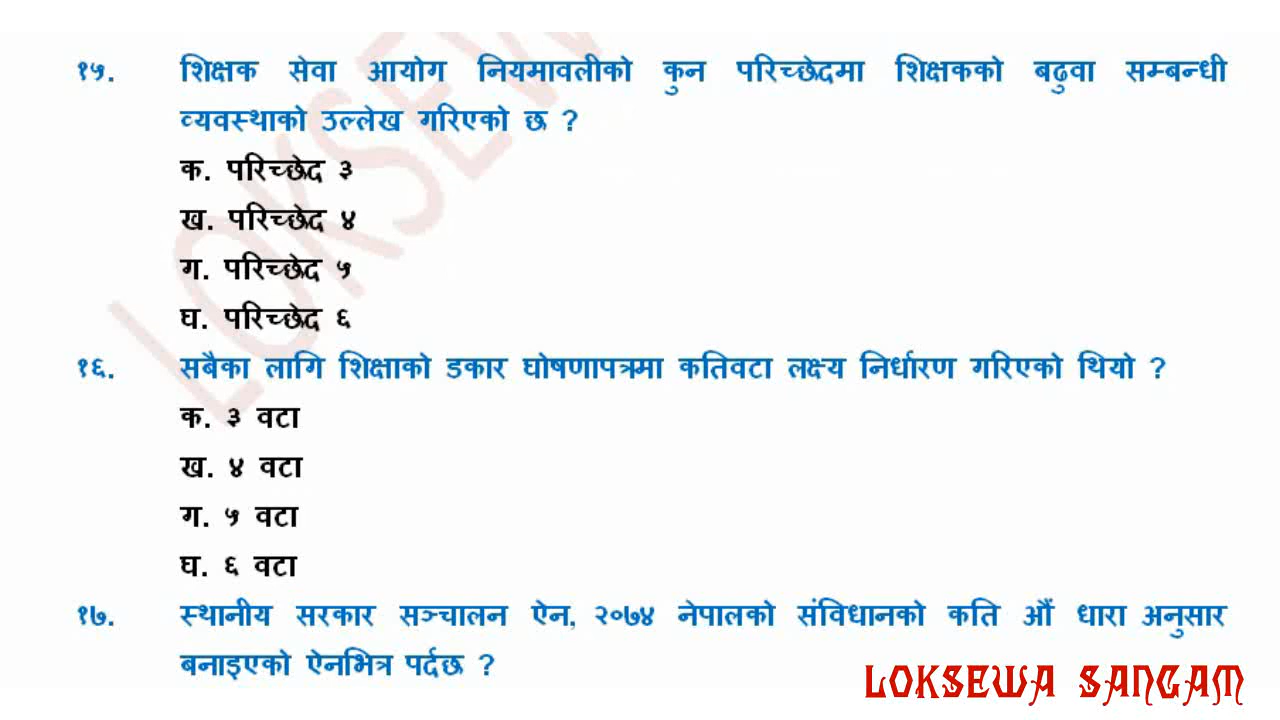 १५. शिक्षक सेवा आयोग नियमावलीको कुन परिच्छेदमा शिक्षकको बढुवा सम्बन्धी
व्यवस्थाको उल्लेख गरिएको छ ?
क. परिच्छेद ३
ख. परिच्छेद ४
ग. परिच्छेद ५
घ. परिच्छेद ६
१६. सबैका लागि शिक्षाको डकार घोषणापत्रमा कतिवटा लक्ष्य निर्धारण गरिएको थियो ?
क. ३ वटा
ख. ४ वटा
ग. ५ वटा
घ. ६ वटा
१७. स्थानीय सरकार सञ्चालन ऐन, २०७४ नेपालको संविधानको कति औं धारा अनुसार
बनाइएको ऐनभित्र पर्दछ ?
LOKSEWA SANGAM
LOKSEW